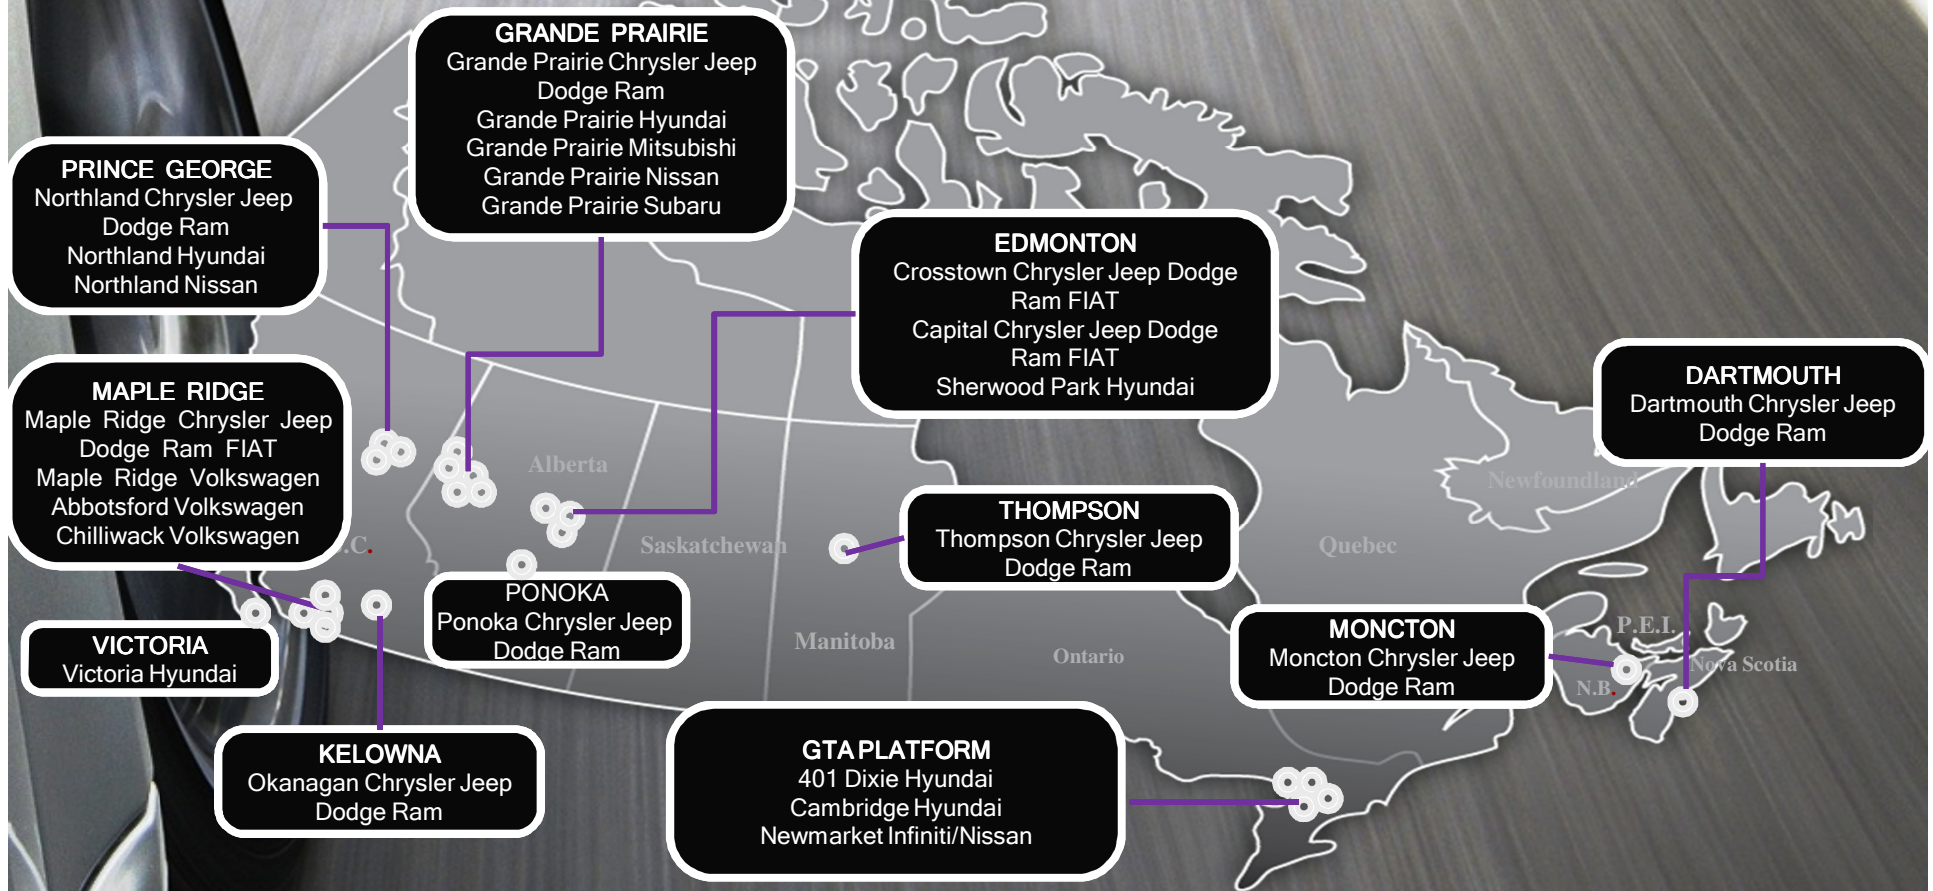 GRANDE PRAIRIE
Grande Prairie Chrysler Jeep
Dodge Ram
Grande Prairie Hyundai
Grande Prairie Mitsubishi
Grande Prairie Nissan
Grande Prairie Subaru
PRINCE GEORGE
Northland Chrysler Jeep
Dodge Ram
Northland Hyundai
Northland Nissan
EDMONTON
Crosstown Chrysler Jeep Dodge
Ram FIAT
Capital Chrysler Jeep Dodge
Ram FIAT
Sherwood Park Hyundai
DARTMOUTH
Dartmouth Chrysler Jeep
Dodge Ram
MAPLE RIDGE
Maple Ridge Chrysler Jeep
Dodge Ram FIAT
Maple Ridge Volkswagen
Abbotsford Volkswagen
Chilliwack Volkswagen
Alberta
Newfoundland
.C.
Saskatchewan
THOMPSON
Thompson Chrysler Jeep
Dodge Ram
Quebec
PONOKA
Ponoka Chrysler Jeep
Dodge Ram
VICTORIA
Victoria Hyundai
Manitoba
Ontario
MONCTON
Moncton Chrysler Jeep
Dodge Ram
P.E.I.
Nova Scotia
N.B.
KELOWNA
Okanagan Chrysler Jeep
Dodge Ram
GTA PLATFORM
401 Dixie Hyundai
Cambridge Hyundai
Newmarket Infiniti/Nissan